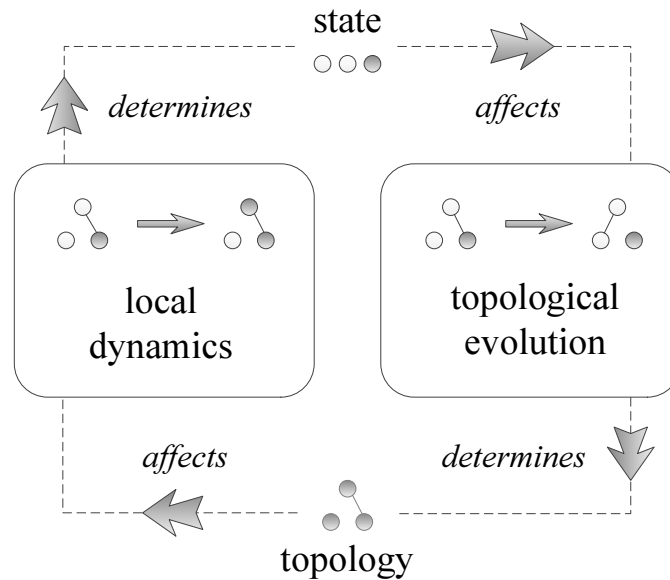 state
determines
affects
local
dynamics
topological
evolution
affects
determines
topology